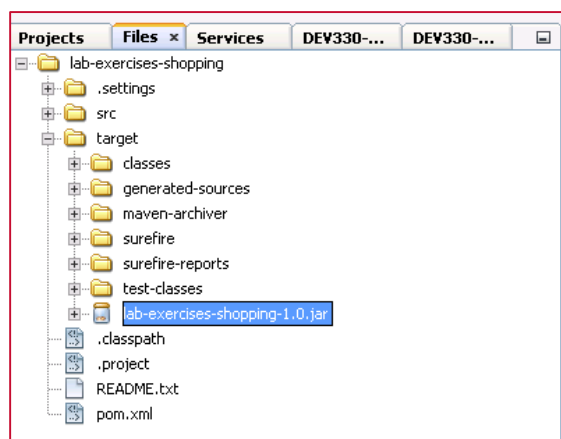 Projects Files × Services DEV330-... DEV330-...
lab-exercises-shopping
.settings
src
target
classes
generated-sources
maven-archiver
surefire
surefire-reports
test-classes
lab-exercises-shopping-1.0.jar
.classpath
.project
README.txt
pom.xml